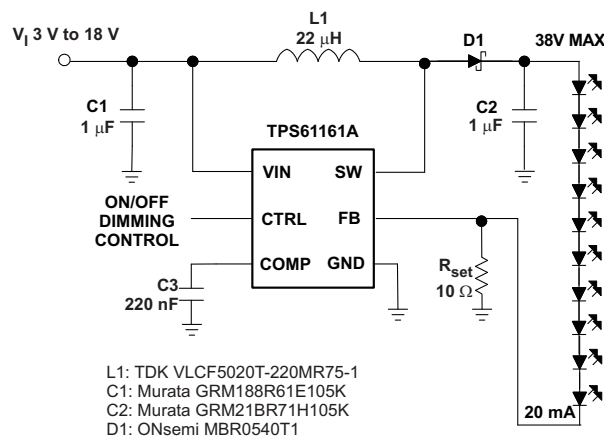 V_I 3 V to 18 V
L1
22 μH
D1
38V MAX
C1
1 μF
C2
1 μF
TPS61161A
VIN
SW
ON/OFF
DIMMING
CONTROL
CTRL
FB
COMP
GND
C3
220 nF
R_set
10 Ω
L1: TDK VLCF5020T-220MR75-1
C1: Murata GRM188R61E105K
C2: Murata GRM21BR71H105K
D1: ONsemi MBR0540T1
20 mA